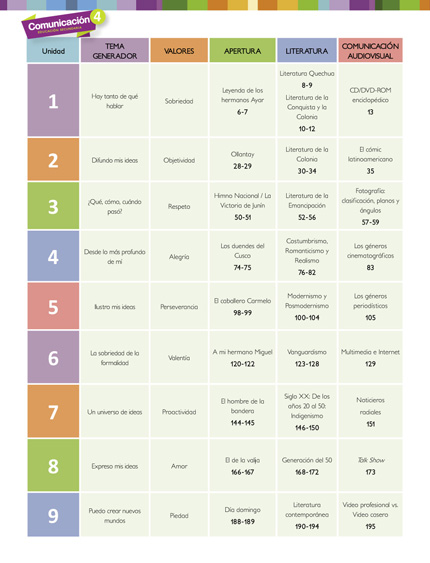 Comunicación 4
EDUCACIÓN SECUNDARIA
Unidad
TEMA
GENERADOR
VALORES
APERTURA
LITERATURA
COMUNICACIÓN
AUDIOVISUAL
1
Hay tanto de qué
hablar
Sobriedad
Leyenda de los
hermanos Ayar
6-7
Literatura Quechua
8-9
Literatura de la
Conquista y la
Colonia
10-12
CD/DVD-ROM
enciclopédico
13
2
Difundo mis ideas
Objetividad
Ollantay
28-29
Literatura de la
Colonia
30-34
El cómic
latinoamericano
35
3
¿Qué, cómo, cuándo
pasó?
Respeto
Himno Nacional / La
Victoria de Junín
50-51
Literatura de la
Emancipación
52-56
Fotografía:
clasificación, planos y
ángulos
57-59
4
Desde lo más profundo
de mí
Alegría
Los duendes del
Cusco
74-75
Costumbrismo,
Romanticismo y
Realismo
76-82
Los géneros
cinematográficos
83
5
Ilustro mis ideas
Perseverancia
El caballero Carmelo
98-99
Modernismo y
Posmodernismo
100-104
Los géneros
periodísticos
105
6
La sobriedad de la
formalidad
Valentía
A mi hermano Miguel
120-122
Vanguardismo
123-128
Multimedia e Internet
129
7
Un universo de ideas
Proactividad
El hombre de la
bandera
144-145
Siglo XX: De los
años 20 al 50:
Indigenismo
146-150
Noticieros
radiales
151
8
Expreso mis ideas
Amor
El de la valija
166-167
Generación del 50
168-172
Talk Show
173
9
Puedo crear nuevos
mundos
Piedad
Día domingo
188-189
Literatura
contemporánea
190-194
Video profesional vs.
Video casero
195